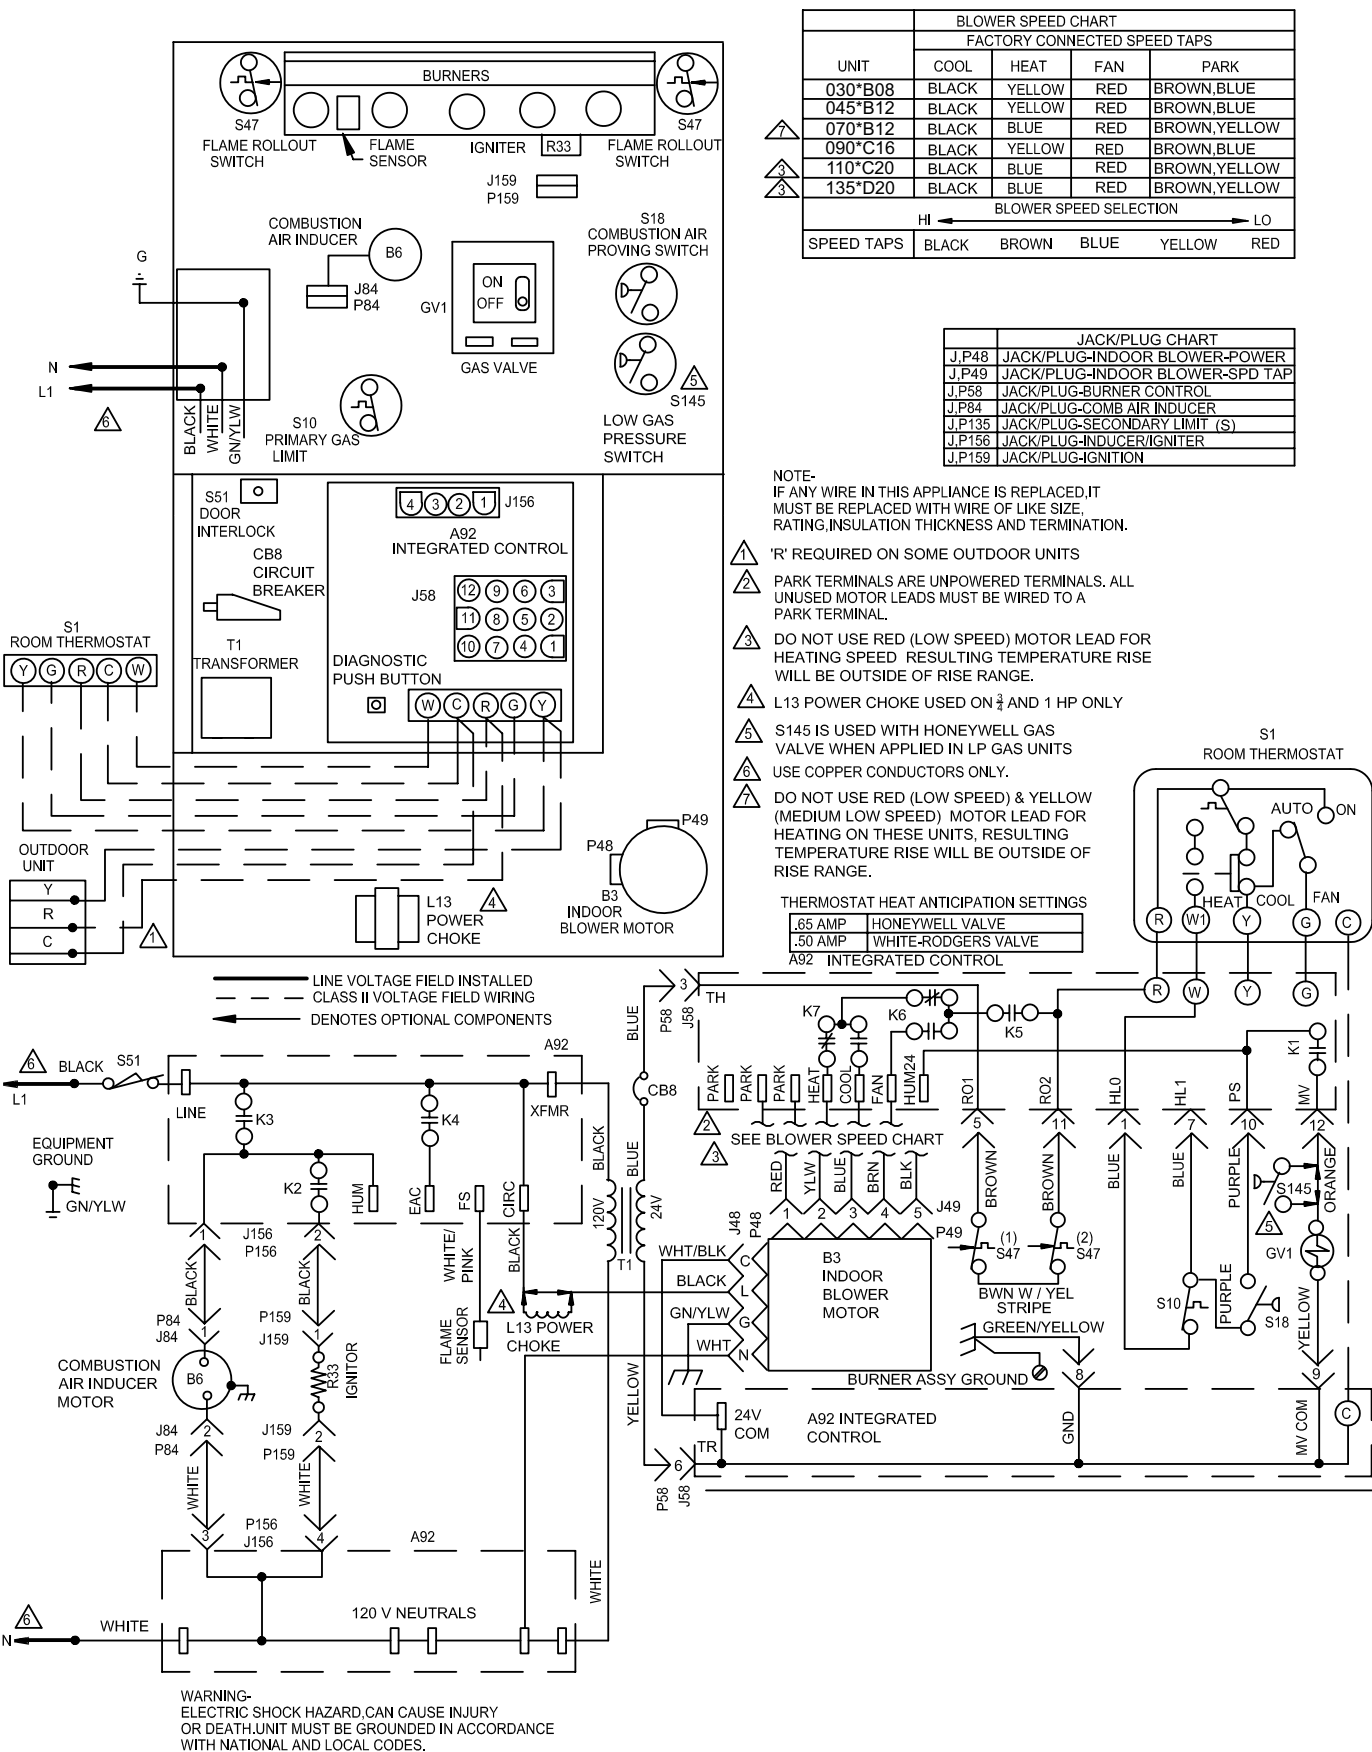 BLOWER SPEED CHART
FACTORY CONNECTED SPEED TAPS
UNIT COOL HEAT FAN PARK
030*B08 BLACK YELLOW RED BROWN,BLUE
045*B12 BLACK YELLOW RED BROWN,BLUE
7 070*B12 BLACK BLUE RED BROWN,YELLOW
090*C16 BLACK YELLOW RED BROWN,BLUE
3 110*C20 BLACK BLUE RED BROWN,YELLOW
3 135*D20 BLACK BLUE RED BROWN,YELLOW
BLOWER SPEED SELECTION
HI LO
SPEED TAPS BLACK BROWN BLUE YELLOW RED
BURNERS
S47
FLAME ROLLOUT
SWITCH
FLAME
SENSOR
IGNITER R33
S47
FLAME ROLLOUT
SWITCH
J159
P159
COMBUSTION
AIR INDUCER
B6
J84
P84
S18
COMBUSTION AIR
PROVING SWITCH
GV1
ON
OFF
GAS VALVE
5
S145
LOW GAS
PRESSURE
SWITCH
G
N
L1
6
BLACK
WHITE
GN/YLW
S10
PRIMARY GAS
LIMIT
JACK/PLUG CHART
J,P48 JACK/PLUG-INDOOR BLOWER-POWER
J,P49 JACK/PLUG-INDOOR BLOWER-SPD TAP
J,P58 JACK/PLUG-BURNER CONTROL
J,P84 JACK/PLUG-COMB AIR INDUCER
J,P135 JACK/PLUG-SECONDARY LIMIT (S)
J,P156 JACK/PLUG-INDUCER/IGNITER
J,P159 JACK/PLUG-IGNITION
S51
DOOR
INTERLOCK
CB8
CIRCUIT
BREAKER
T1
TRANSFORMER
4 3 2 1 J156
A92
INTEGRATED CONTROL
J58
12 9 6 3
11 8 5 2
10 7 4 1
DIAGNOSTIC
PUSH BUTTON
W C R G Y
S1
ROOM THERMOSTAT
Y G R C W
NOTE-
IF ANY WIRE IN THIS APPLIANCE IS REPLACED,IT
MUST BE REPLACED WITH WIRE OF LIKE SIZE,
RATING,INSULATION THICKNESS AND TERMINATION.
1 'R' REQUIRED ON SOME OUTDOOR UNITS
2 PARK TERMINALS ARE UNPOWERED TERMINALS. ALL
UNUSED MOTOR LEADS MUST BE WIRED TO A
PARK TERMINAL.
3 DO NOT USE RED (LOW SPEED) MOTOR LEAD FOR
HEATING SPEED RESULTING TEMPERATURE RISE
WILL BE OUTSIDE OF RISE RANGE.
4 L13 POWER CHOKE USED ON 3/4 AND 1 HP ONLY
5 S145 IS USED WITH HONEYWELL GAS
VALVE WHEN APPLIED IN LP GAS UNITS
6 USE COPPER CONDUCTORS ONLY.
7 DO NOT USE RED (LOW SPEED) & YELLOW
(MEDIUM LOW SPEED) MOTOR LEAD FOR
HEATING ON THESE UNITS, RESULTING
TEMPERATURE RISE WILL BE OUTSIDE OF
RISE RANGE.
THERMOSTAT HEAT ANTICIPATION SETTINGS
.65 AMP HONEYWELL VALVE
.50 AMP WHITE-RODGERS VALVE
A92 INTEGRATED CONTROL
OUTDOOR
UNIT
Y
R
C
1
L13
POWER
CHOKE
4
P49
P48
B3
INDOOR
BLOWER MOTOR
LINE VOLTAGE FIELD INSTALLED
CLASS II VOLTAGE FIELD WIRING
DENOTES OPTIONAL COMPONENTS
S1
ROOM THERMOSTAT
AUTO ON
HEAT COOL FAN
R W1 Y G C
R W Y G
6 BLACK S51
L1
A92
LINE
K3
K4
XFMR
K2
HUM
EAC
FS
CIRC
EQUIPMENT
GROUND
GN/YLW
BLACK
120V
T1
24V
BLUE
BLUE
CB8
P58
3
J58
TH
K7
K6
K5
PARK
PARK
PARK
HEAT
COOL
FAN
HUM24
RO1
RO2
HL0
HL1
PS
MV
K1
5 11 1 7 10 12
2
3
SEE BLOWER SPEED CHART
RED
YLW
BLUE
BRN
BLK
1 2 3 4 5
J49
P49
J48
P48
WHT/BLK C
BLACK L
GN/YLW G
WHT N
B3
INDOOR
BLOWER
MOTOR
BROWN
BROWN
(1)
S47
(2)
S47
BWN W / YEL
STRIPE
GREEN/YELLOW
BURNER ASSY GROUND
BLUE
BLUE
PURPLE
PURPLE
S10
S18
S145
5
ORANGE
GV1
YELLOW
1 J156 2
P156
BLACK
BLACK
WHITE/
PINK
BLACK
FLAME
SENSOR
4
L13 POWER
CHOKE
P84
J84
1
P159
J159
1
COMBUSTION
AIR INDUCER
MOTOR
B6
R33
IGNITOR
J84
P84
2
J159
P159
2
WHITE
WHITE
P156
J156
3 4
A92
YELLOW
P58
6
J58
TR
24V
COM
A92 INTEGRATED
CONTROL
8
GND
9
MV COM
C
WHITE
6
N
WHITE
120 V NEUTRALS
WARNING-
ELECTRIC SHOCK HAZARD,CAN CAUSE INJURY
OR DEATH.UNIT MUST BE GROUNDED IN ACCORDANCE
WITH NATIONAL AND LOCAL CODES.